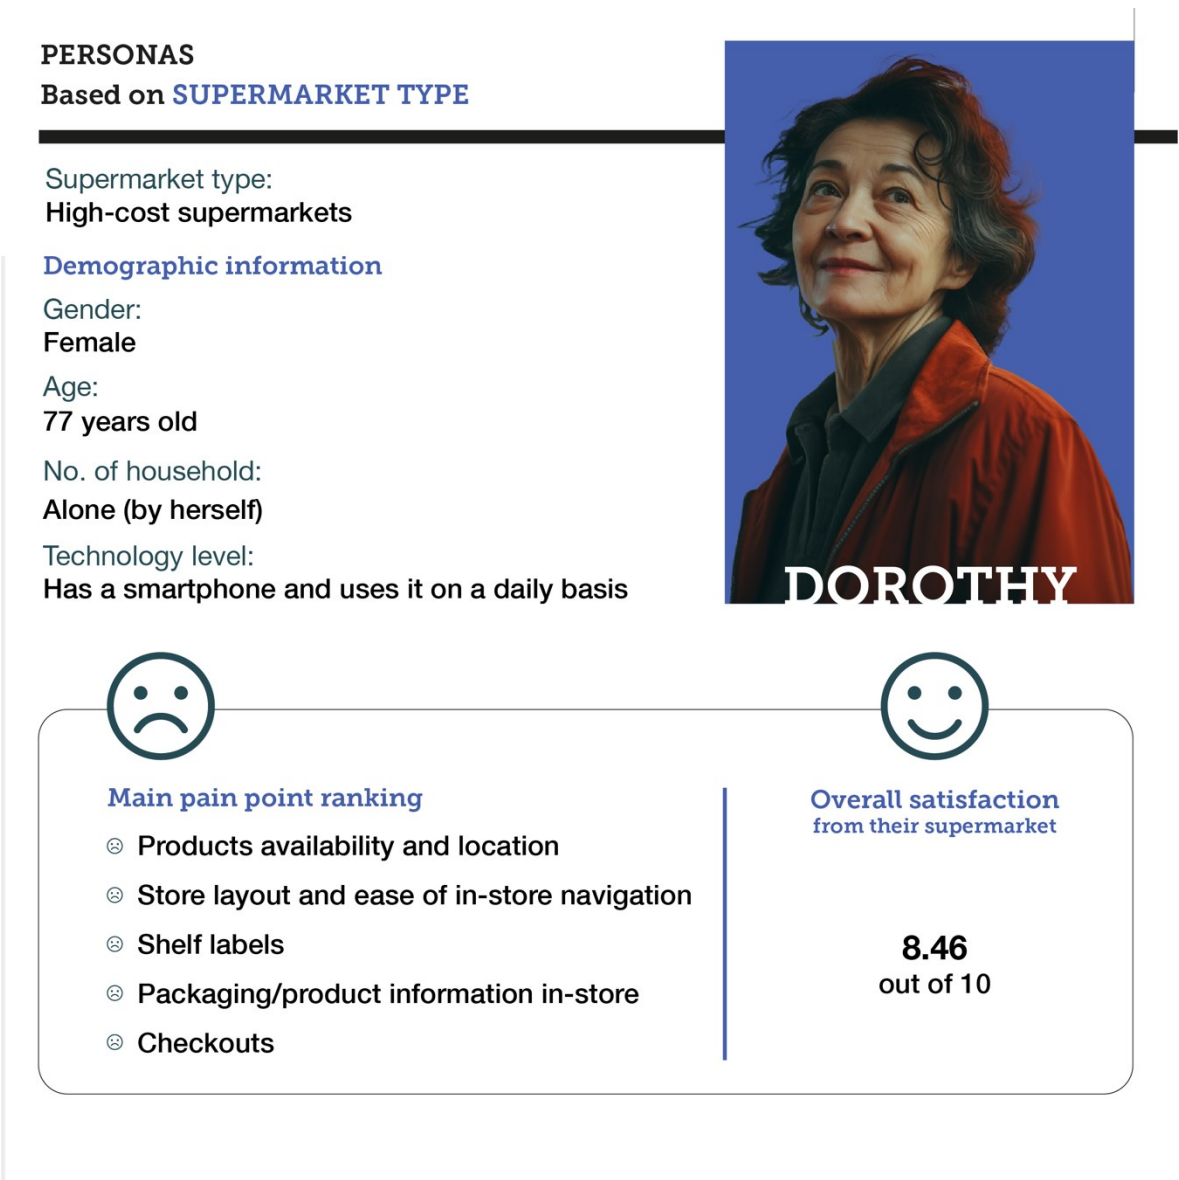 PERSONAS
Based on SUPERMARKET TYPE
Supermarket type:
High-cost supermarkets
Demographic information
Gender:
Female
Age:
77 years old
No. of household:
Alone (by herself)
Technology level:
Has a smartphone and uses it on a daily basis
DOROTHY
Main pain point ranking
Products availability and location
Store layout and ease of in-store navigation
Shelf labels
Packaging/product information in-store
Checkouts
Overall satisfaction
from their supermarket
8.46
out of 10